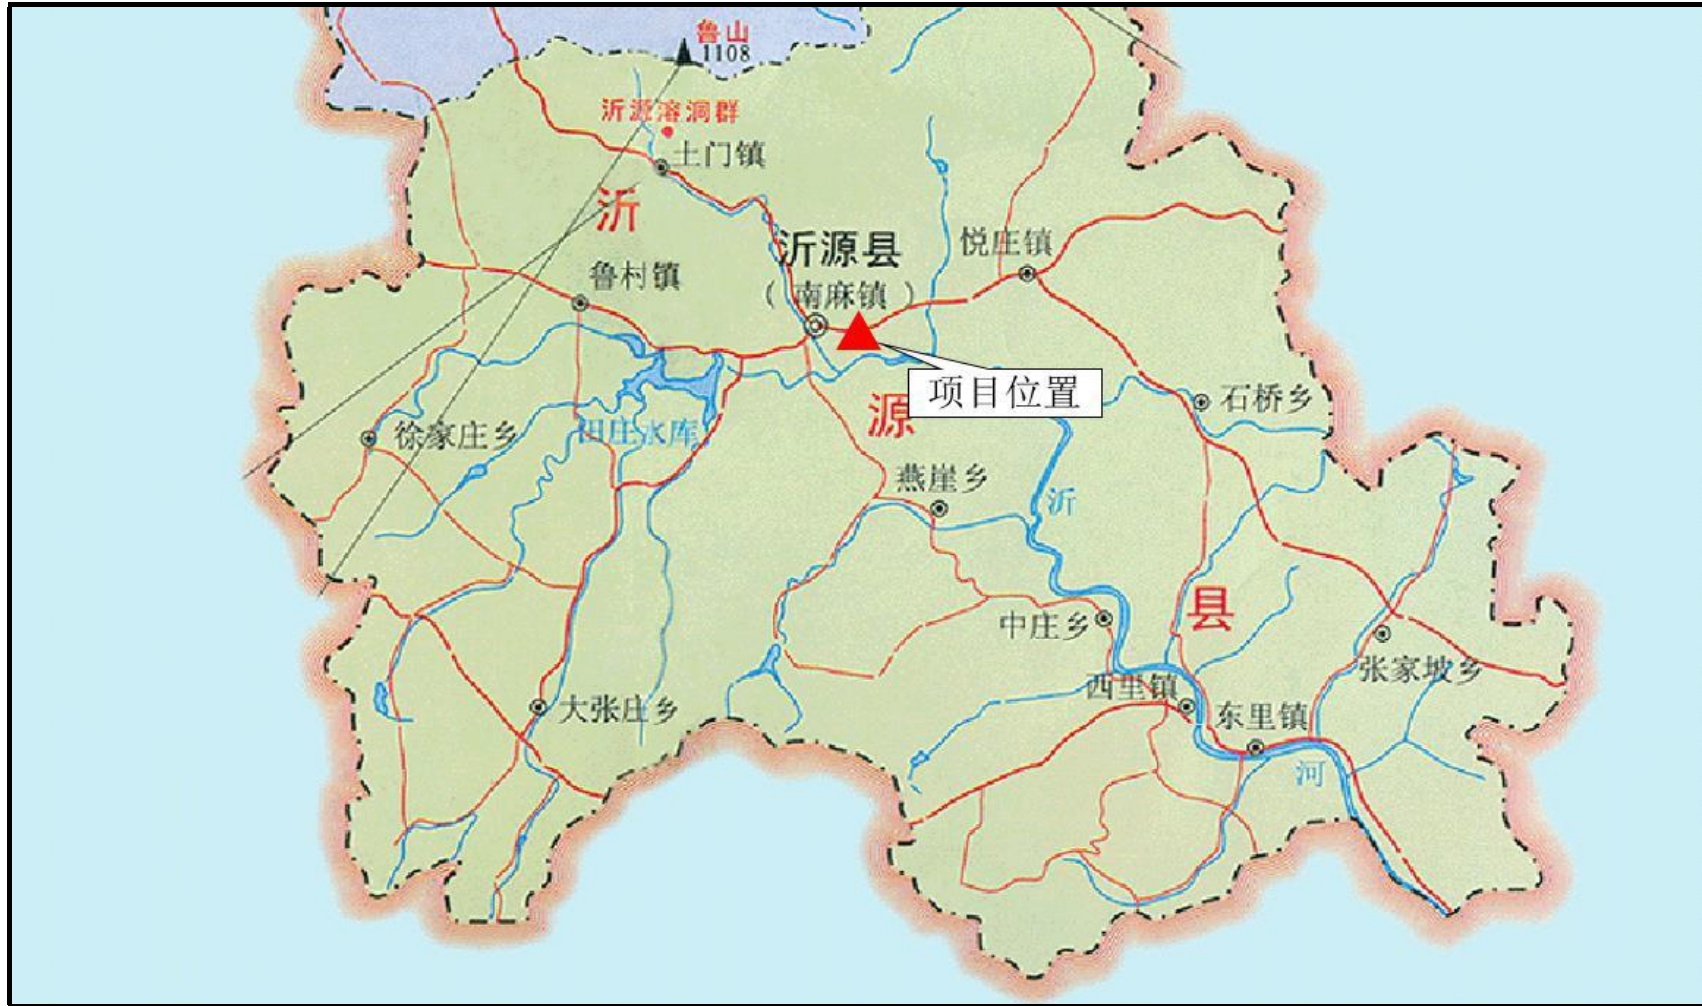 鲁山
1108
沂源溶洞群
土门镇
沂
沂源县
悦庄镇
鲁村镇
（南麻镇）
项目位置
源
石桥乡
徐家庄乡
田庄水库
燕崖乡
沂
县
中庄乡
张家坡乡
西里镇
大张庄乡
东里镇
河